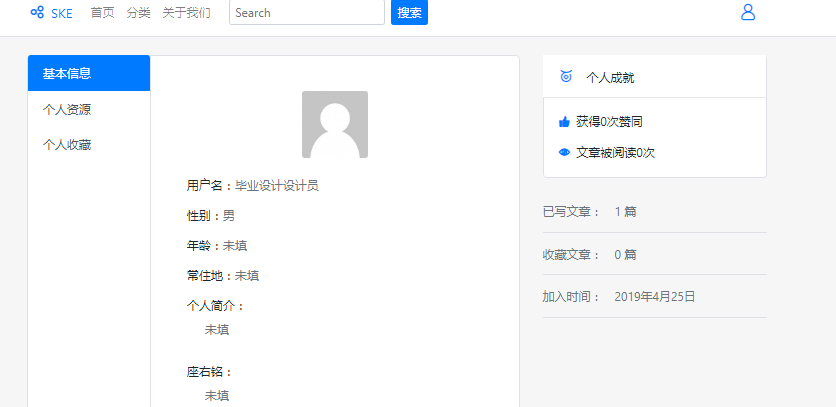 SKE 首页 分类 关于我们 Search 搜索
基本信息
个人资源
个人收藏
用户名：毕业设计设计员
性别：男
年龄：未填
常住地：未填
个人简介：
未填
座右铭：
未填
个人成就
获得0次赞同
文章被阅读0次
已写文章： 1 篇
收藏文章： 0 篇
加入时间： 2019年4月25日